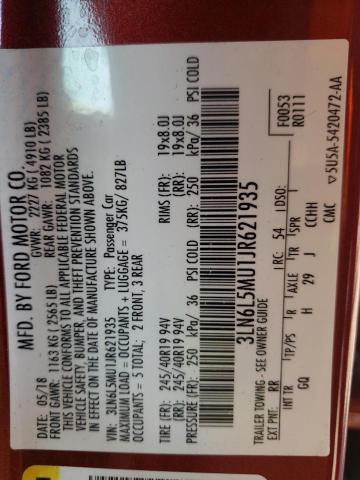 MFD. BY FORD MOTOR CO.
DATE: 05/18 GVWR: 2227 KG ( 4910 LB)
FRONT GAWR: 1163 KG ( 2565 LB) REAR GAWR: 1082 KG ( 2385 LB)
THIS VEHICLE CONFORMS TO ALL APPLICABLE FEDERAL MOTOR
VEHICLE SAFETY, BUMPER, AND THEFT PREVENTION STANDARDS
IN EFFECT ON THE DATE OF MANUFACTURE SHOWN ABOVE.
VIN: 3LN6L5MU1JR621935 TYPE: Passenger Car
MAXIMUM LOAD = OCCUPANTS + LUGGAGE = 375KG/ 827LB
OCCUPANTS = 5 TOTAL: 2 FRONT, 3 REAR
TIRE (FR): 245/40R19 94V RIMS (FR): 19x8.0J
(RR): 245/40R19 94V (RR): 19x8.0J
PRESSURE (FR): 250 kPa/ 36 PSI COLD (RR): 250 kPa/ 36 PSI COLD
3LN6L5MU1JR621935
TRAILER TOWING - SEE OWNER GUIDE
F0053
R0111
EXT PNT: RR RC: 54 DSO:
INT TR TP/PS R AXLE TR SPR
GQ H 29 J CCHH
CMC 5U5A-5420472-AA